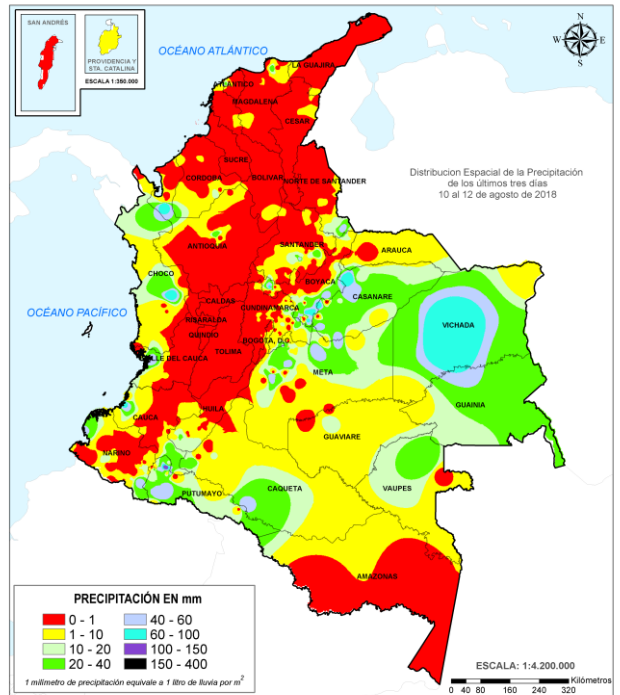 SAN ANDRÉS
PROVIDENCIA Y
STA. CATALINA
ESCALA 1:380.000
OCÉANO ATLÁNTICO
N
W
E
S
LA GUAJIRA
ATLÁNTICO
MAGDALENA
CESAR
SUCRE
CÓRDOBA
BOLIVAR
NORTE DE SANTANDER
Distribucion Espacial de la Precipitación
de los últimos tres días
10 al 12 de agosto de 2018
ANTIOQUIA
SANTANDER
ARAUCA
CHOCO
BOYACA
CASANARE
OCÉANO PACÍFICO
CALDAS
CUNDINAMARCA
RISARALDA
VICHADA
QUINDIO
BOGOTA, D.C.
VALLE DEL CAUCA
TOLIMA
META
GUAINIA
HUILA
CAUCA
GUAVIARE
NARIÑO
CAQUETA
VAUPES
PUTUMAYO
AMAZONAS
PRECIPITACIÓN EN mm
0 - 1
40 - 60
1 - 10
60 - 100
10 - 20
100 - 150
20 - 40
150 - 400
1 milímetro de precipitación equivale a 1 litro de lluvia por m2
ESCALA: 1:4.200.000
Kilómetros
0 40 80 160 240 320